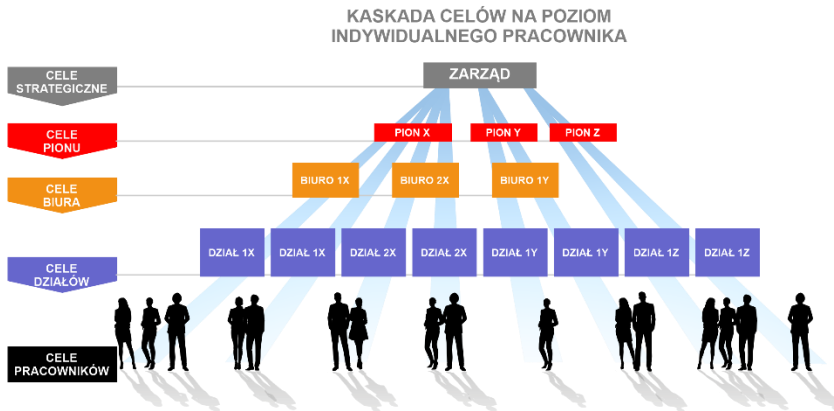 KASKADA CELÓW NA POZIOM
INDYWIDUALNEGO PRACOWNIKA
CELE
STRATEGICZNE
ZARZĄD
CELE
PIONU
PION X
PION Y
PION Z
CELE
BIURA
BIURO 1X
BIURO 2X
BIURO 1Y
CELE
DZIAŁÓW
DZIAŁ 1X
DZIAŁ 1X
DZIAŁ 2X
DZIAŁ 2X
DZIAŁ 1Y
DZIAŁ 1Y
DZIAŁ 1Z
DZIAŁ 1Z
CELE
PRACOWNIKÓW